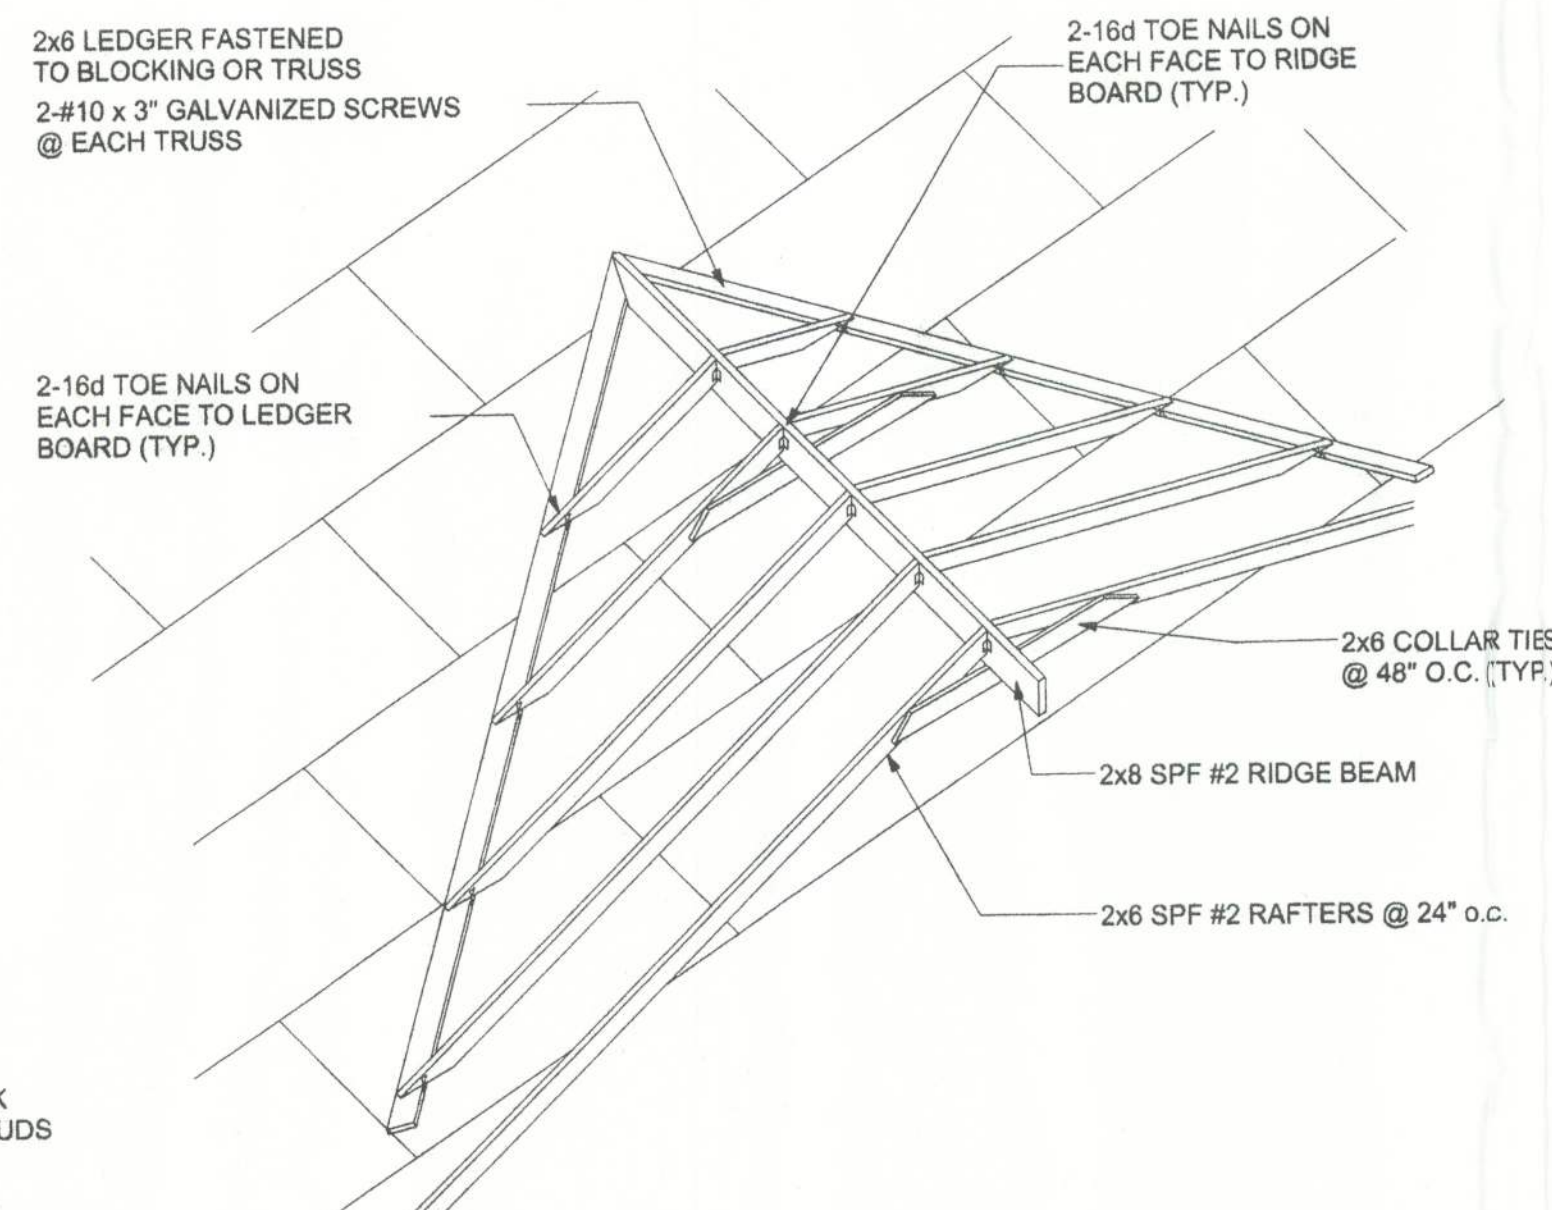 2x6 LEDGER FASTENED
TO BLOCKING OR TRUSS
2-#10 x 3" GALVANIZED SCREWS
@ EACH TRUSS
2-16d TOE NAILS ON
EACH FACE TO RIDGE
BOARD (TYP.)
2-16d TOE NAILS ON
EACH FACE TO LEDGER
BOARD (TYP.)
2x6 COLLAR TIES
@ 48" O.C. (TYP.)
2x8 SPF #2 RIDGE BEAM
2x6 SPF #2 RAFTERS @ 24" o.c.
K
UDS